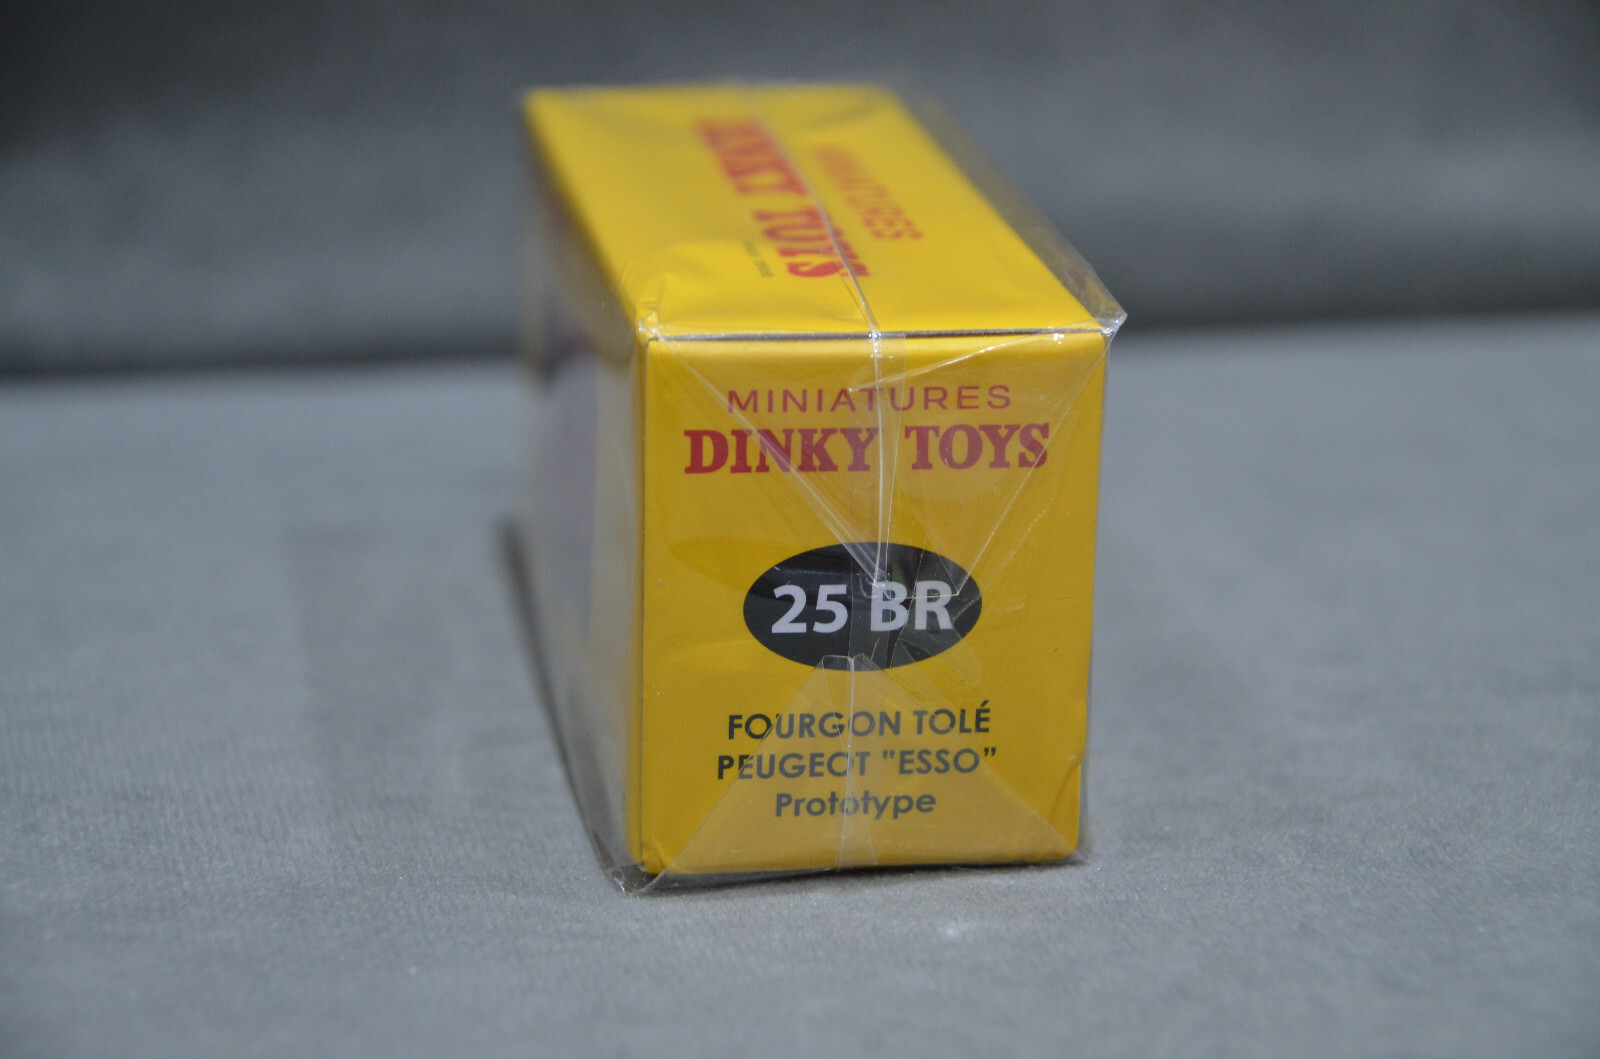 MINIATURES
DINKY TOYS
MINIATURES
DINKY TOYS
25 BR
FOURGON TOLÉ
PEUGEOT "ESSO”
Prototype